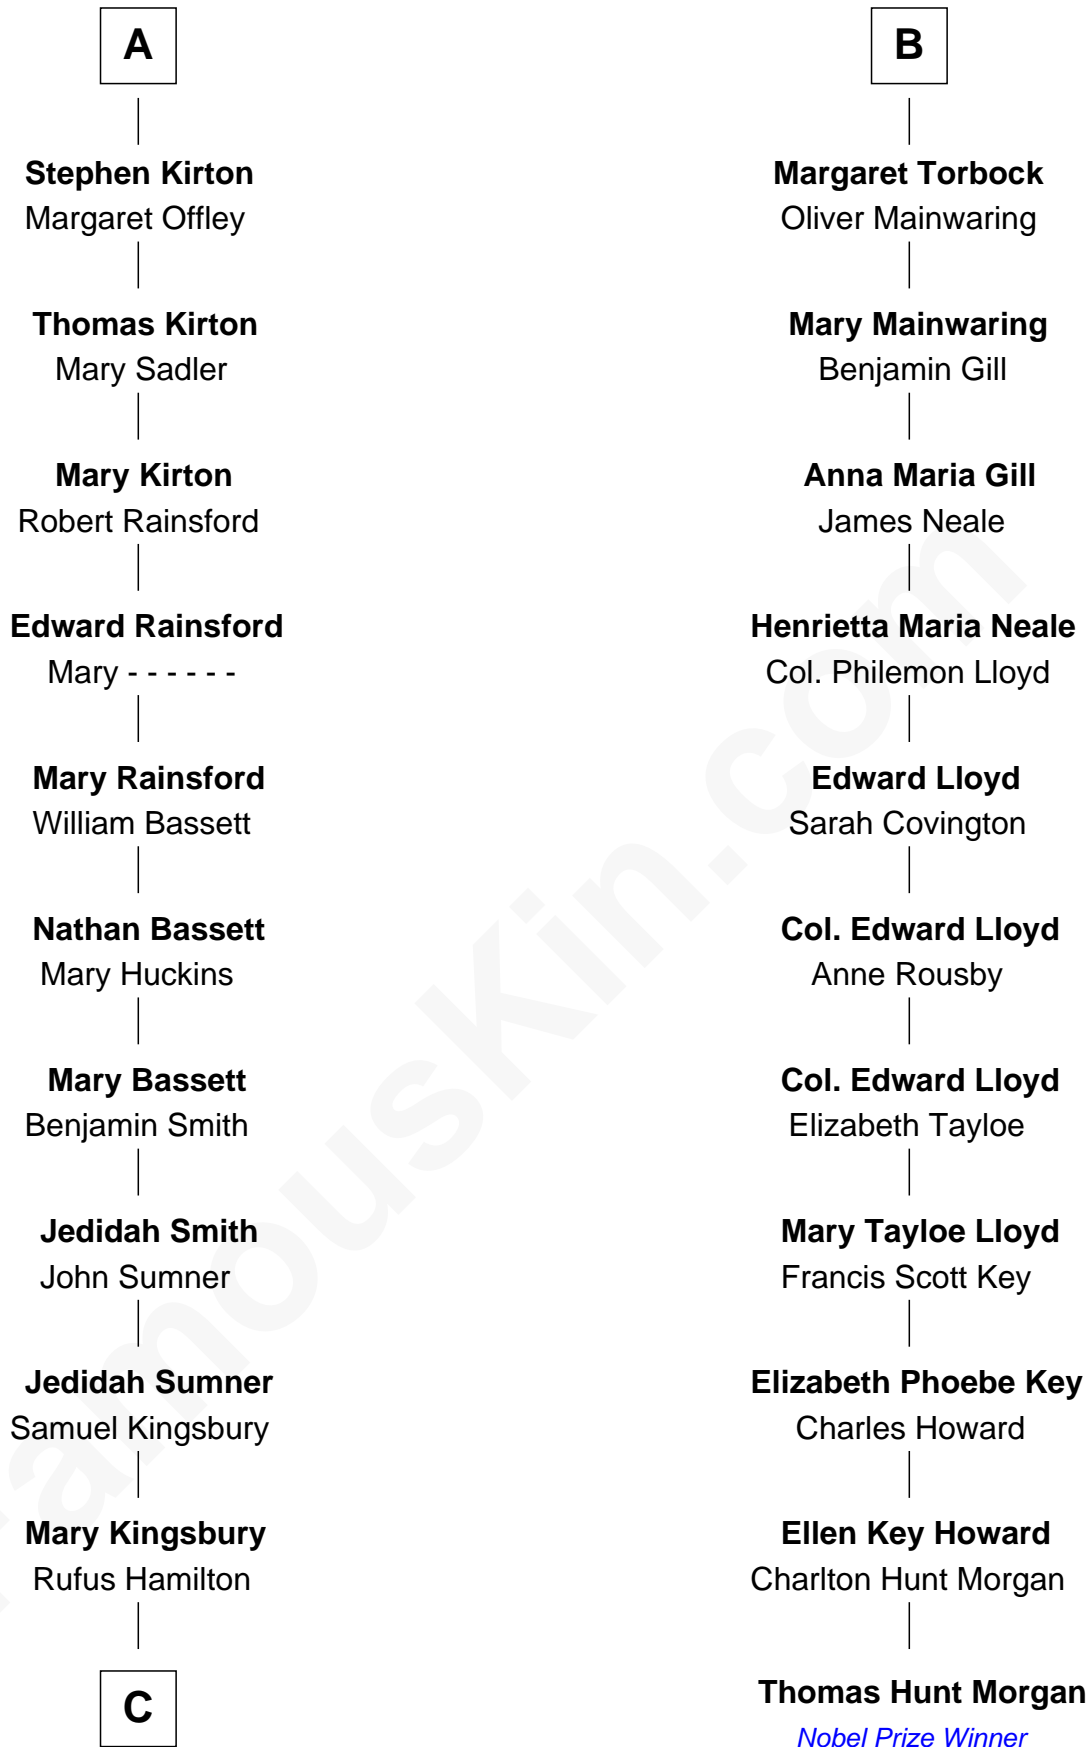 A
Stephen Kirton
Margaret Offley
Thomas Kirton
Mary Sadler
Mary Kirton
Robert Rainsford
Edward Rainsford
Mary - - - - - -
Mary Rainsford
William Bassett
Nathan Bassett
Mary Huckins
Mary Bassett
Benjamin Smith
Jedidah Smith
John Sumner
Jedidah Sumner
Samuel Kingsbury
Mary Kingsbury
Rufus Hamilton
C
B
Margaret Torbock
Oliver Mainwaring
Mary Mainwaring
Benjamin Gill
Anna Maria Gill
James Neale
Henrietta Maria Neale
Col. Philemon Lloyd
Edward Lloyd
Sarah Covington
Col. Edward Lloyd
Anne Rousby
Col. Edward Lloyd
Elizabeth Tayloe
Mary Tayloe Lloyd
Francis Scott Key
Elizabeth Phoebe Key
Charles Howard
Ellen Key Howard
Charlton Hunt Morgan
Thomas Hunt Morgan
Nobel Prize Winner
FamousKin.com